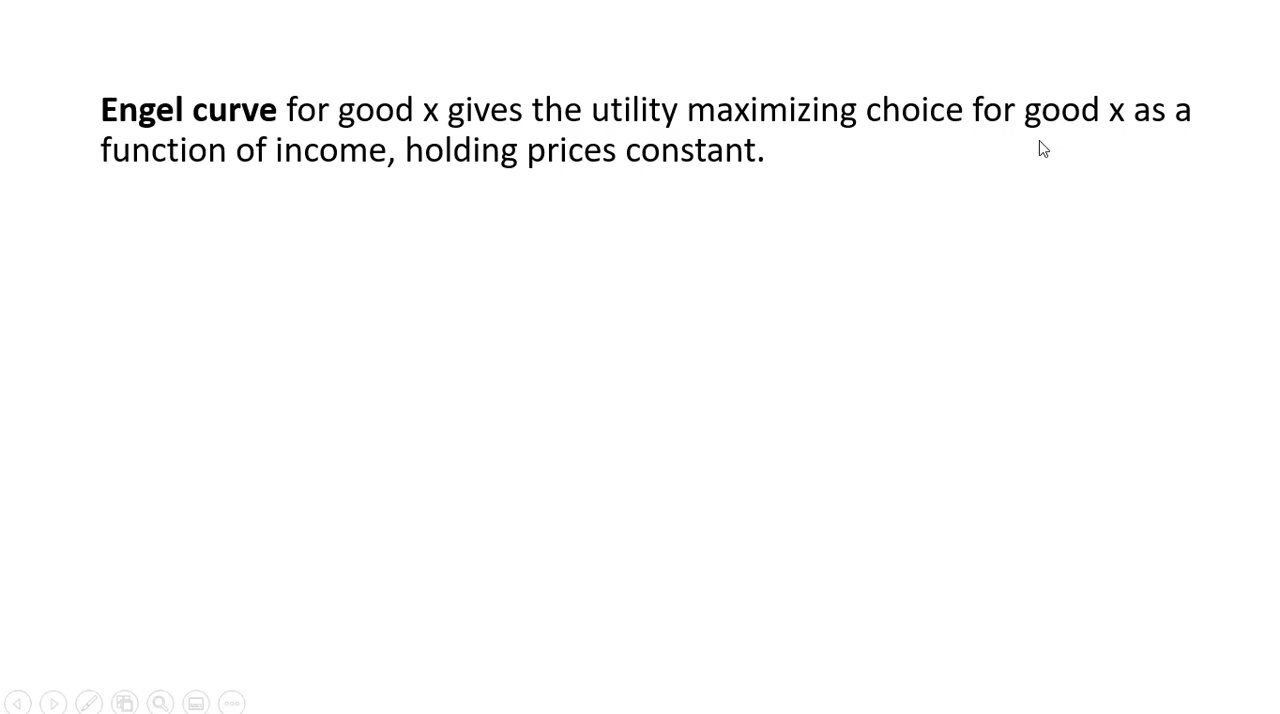 Engel curve for good x gives the utility maximizing choice for good x as a
function of income, holding prices constant.